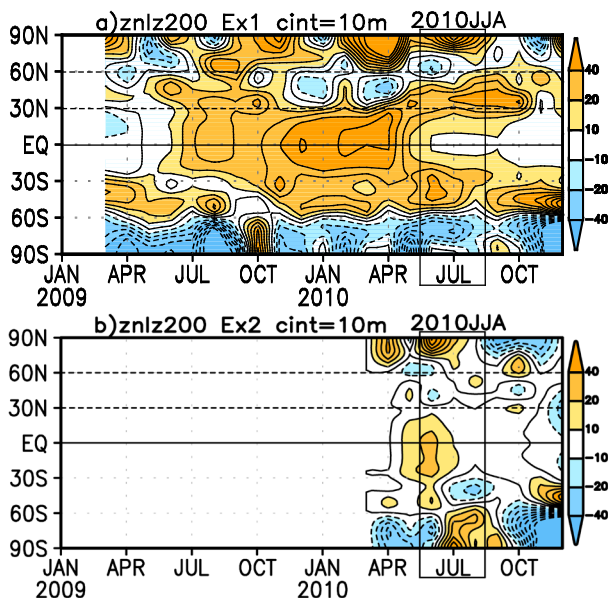 a)znlz200 Ex1 cint=10m 2010JJA
90N
60N
30N
EQ
30S
60S
90S
JAN APR JUL OCT JAN APR JUL OCT
2009 2010
40
20
10
-10
-20
-40
b)znlz200 Ex2 cint=10m 2010JJA
90N
60N
30N
EQ
30S
60S
90S
JAN APR JUL OCT JAN APR JUL OCT
2009 2010
40
20
10
-10
-20
-40